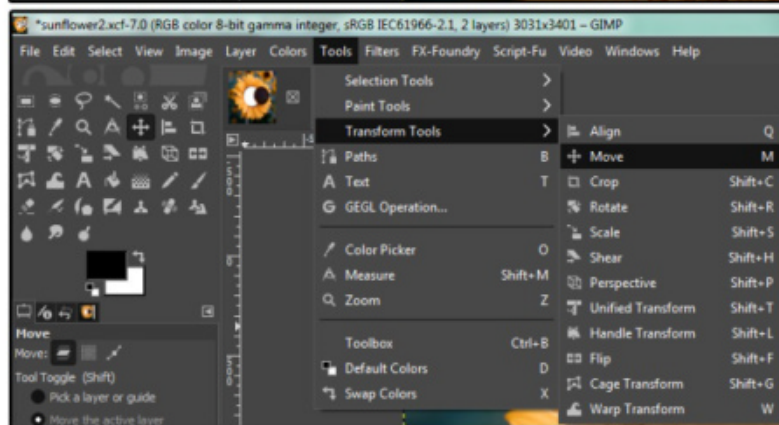 *sunflower2.xcf-7.0 (RGB color 8-bit gamma integer, sRGB IEC61966-2.1, 2 layers) 3031x3401 – GIMP
File Edit Select View Image Layer Colors Tools Filters FX-Foundry Script-Fu Video Windows Help
Selection Tools >
Paint Tools >
Transform Tools >
Paths B
A Text T
G GEGL Operation...
Color Picker O
Measure Shift+M
Zoom Z
Toolbox Ctrl+B
Default Colors D
Swap Colors X
Align Q
Move M
Crop Shift+C
Rotate Shift+R
Scale Shift+S
Shear Shift+H
Perspective Shift+P
Unified Transform Shift+T
Handle Transform Shift+L
Flip Shift+F
Cage Transform Shift+G
Warp Transform W
Move
Move:
Tool Toggle (Shift)
Pick a layer or guide
Move the active layer